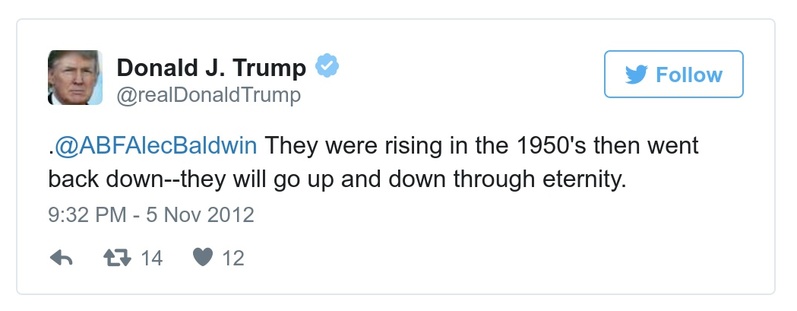 Donald J. Trump
@realDonaldTrump
Follow
.@ABFAlecBaldwin They were rising in the 1950's then went
back down--they will go up and down through eternity.
9:32 PM - 5 Nov 2012
14 12